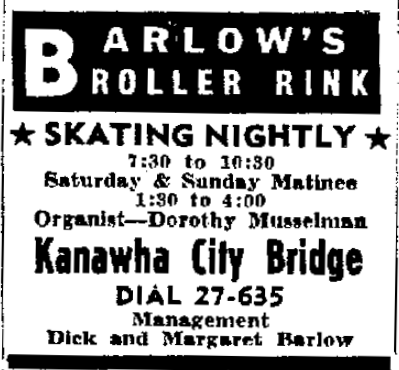 BARLOW'S
ROLLER RINK
★ SKATING NIGHTLY ★
7:30 to 10:30
Saturday & Sunday Matinee
1:30 to 4:00
Organist—Dorothy Musselman
Kanawha City Bridge
DIAL 27-635
Management
Dick and Margaret Barlow